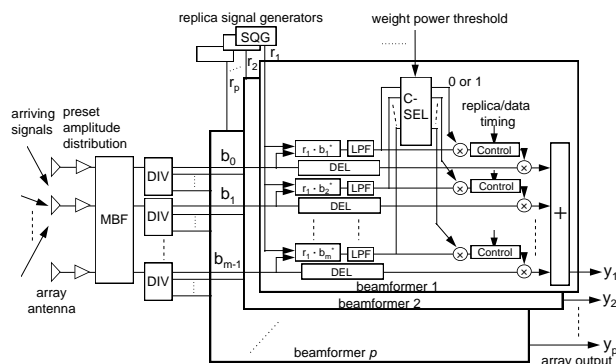 replica signal generators
weight power threshold
SQG
r1
r2
rp
0 or 1
C-
SEL
replica/data
timing
arriving
signals
preset
amplitude
distribution
MBF
DIV
DIV
DIV
b0
b1
bm-1
r1 · b1*
LPF
DEL
Control
r1 · b2*
LPF
DEL
Control
r1 · bm*
LPF
DEL
Control
+
array
antenna
beamformer 1
beamformer 2
beamformer p
y1
y2
yp
array output